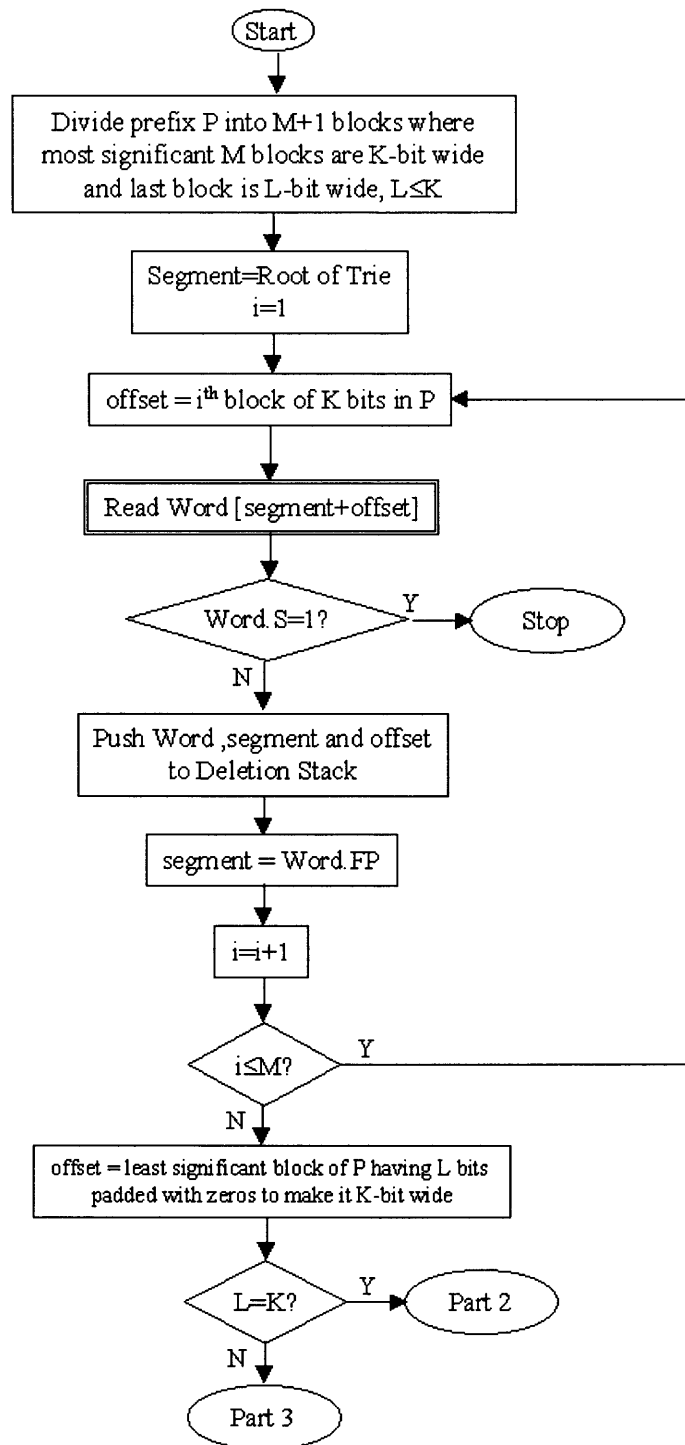 Start
Divide prefix P into M+1 blocks where
most significant M blocks are K-bit wide
and last block is L-bit wide, L≤K
Segment=Root of Trie
i=1
offset = iᵗʰ block of K bits in P
Read Word [segment+offset]
Word.S=1?
Y
Stop
N
Push Word ,segment and offset
to Deletion Stack
segment = Word.FP
i=i+1
i≤M?
Y
N
offset = least significant block of P having L bits
padded with zeros to make it K-bit wide
L=K?
Y
Part 2
N
Part 3